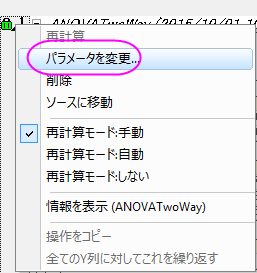 ANOVATwoWay (2015/10/01 10
再計算
パラメータを変更...
削除
ソースに移動
再計算モード:手動
再計算モード:自動
再計算モード:しない
情報を表示 (ANOVATwoWay)
操作をコピー
全てのY列に対してこれを繰り返す